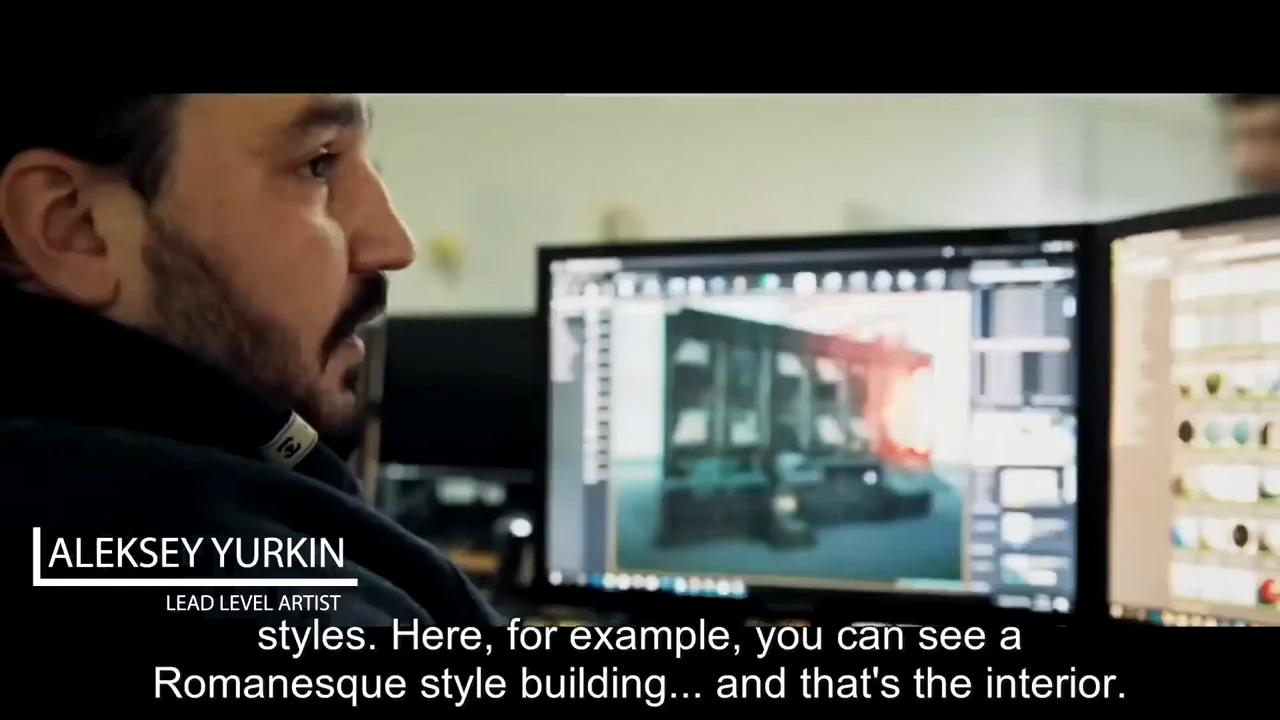 ALEKSEY YURKIN
LEAD LEVEL ARTIST
styles. Here, for example, you can see a
Romanesque style building... and that's the interior.